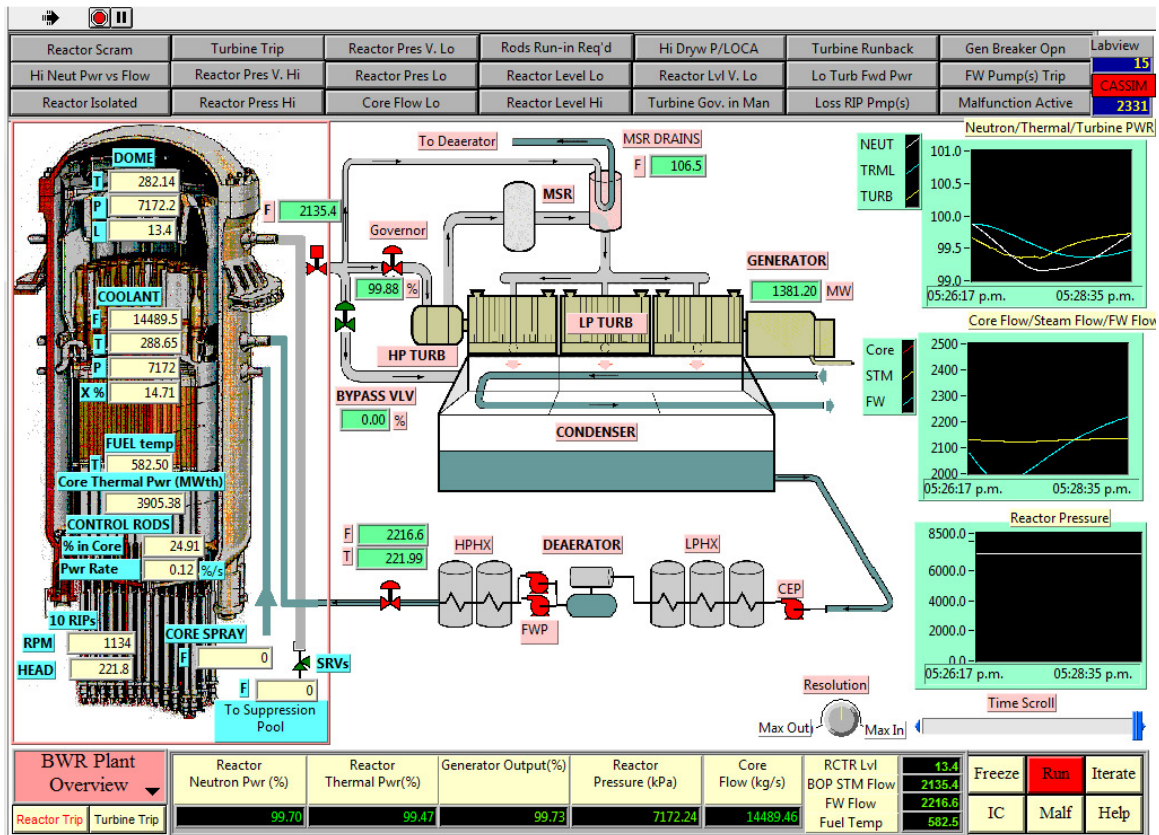 Reactor Scram
Turbine Trip
Reactor Pres V. Lo
Rods Run-in Req'd
Hi Dryw P/LOCA
Turbine Runback
Gen Breaker Opn
Labview
15
Hi Neut Pwr vs Flow
Reactor Pres V. Hi
Reactor Pres Lo
Reactor Level Lo
Reactor Lvl V. Lo
Lo Turb Fwd Pwr
FW Pump(s) Trip
CASSIM
Reactor Isolated
Reactor Press Hi
Core Flow Lo
Reactor Level Hi
Turbine Gov. in Man
Loss RIP Pmp(s)
Malfunction Active
2331
DOME
T 282.14
P 7172.2
L 13.4
COOLANT
F 14489.5
T 288.65
P 7172
X % 14.71
FUEL temp
T 582.50
Core Thermal Pwr (MWth)
3905.38
CONTROL RODS
% in Core 24.91
Pwr Rate 0.12 %/s
10 RIPs
RPM 1134
HEAD 221.8
CORE SPRAY
F 0
SRVs
F 0
To Suppression
Pool
F 2135.4
To Deaerator
MSR DRAINS
F 106.5
MSR
Governor
99.88 %
HP TURB
LP TURB
GENERATOR
1381.20 MW
BYPASS VLV
0.00 %
CONDENSER
F 2216.6
T 221.99
HPHX
DEAERATOR
LPHX
FWP
CEP
Neutron/Thermal/Turbine PWR
NEUT
TRML
TURB
101.0
100.5
100.0
99.5
99.0
05:26:17 p.m. 05:28:35 p.m.
Core Flow/Steam Flow/FW Flow
Core
STM
FW
2500
2400
2300
2200
2100
2000
05:26:17 p.m. 05:28:35 p.m.
Reactor Pressure
8500.0
6000.0
4000.0
2000.0
0.0
05:26:17 p.m. 05:28:35 p.m.
Resolution
Max Out
Max In
Time Scroll
BWR Plant
Overview
Reactor Trip
Turbine Trip
Reactor
Neutron Pwr (%)
99.70
Reactor
Thermal Pwr(%)
99.47
Generator Output(%)
99.73
Reactor
Pressure (kPa)
7172.24
Core
Flow (kg/s)
14489.46
RCTR Lvl 13.4
BOP STM Flow 2135.4
FW Flow 2216.6
Fuel Temp 582.5
Freeze
Run
Iterate
IC
Malf
Help